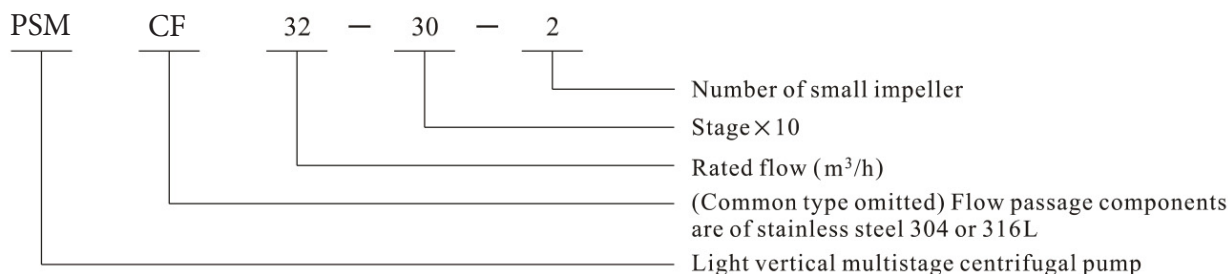 PSM CF 32 — 30 — 2
Number of small impeller
Stage×10
Rated flow (m³/h)
(Common type omitted) Flow passage components
are of stainless steel 304 or 316L
Light vertical multistage centrifugal pump